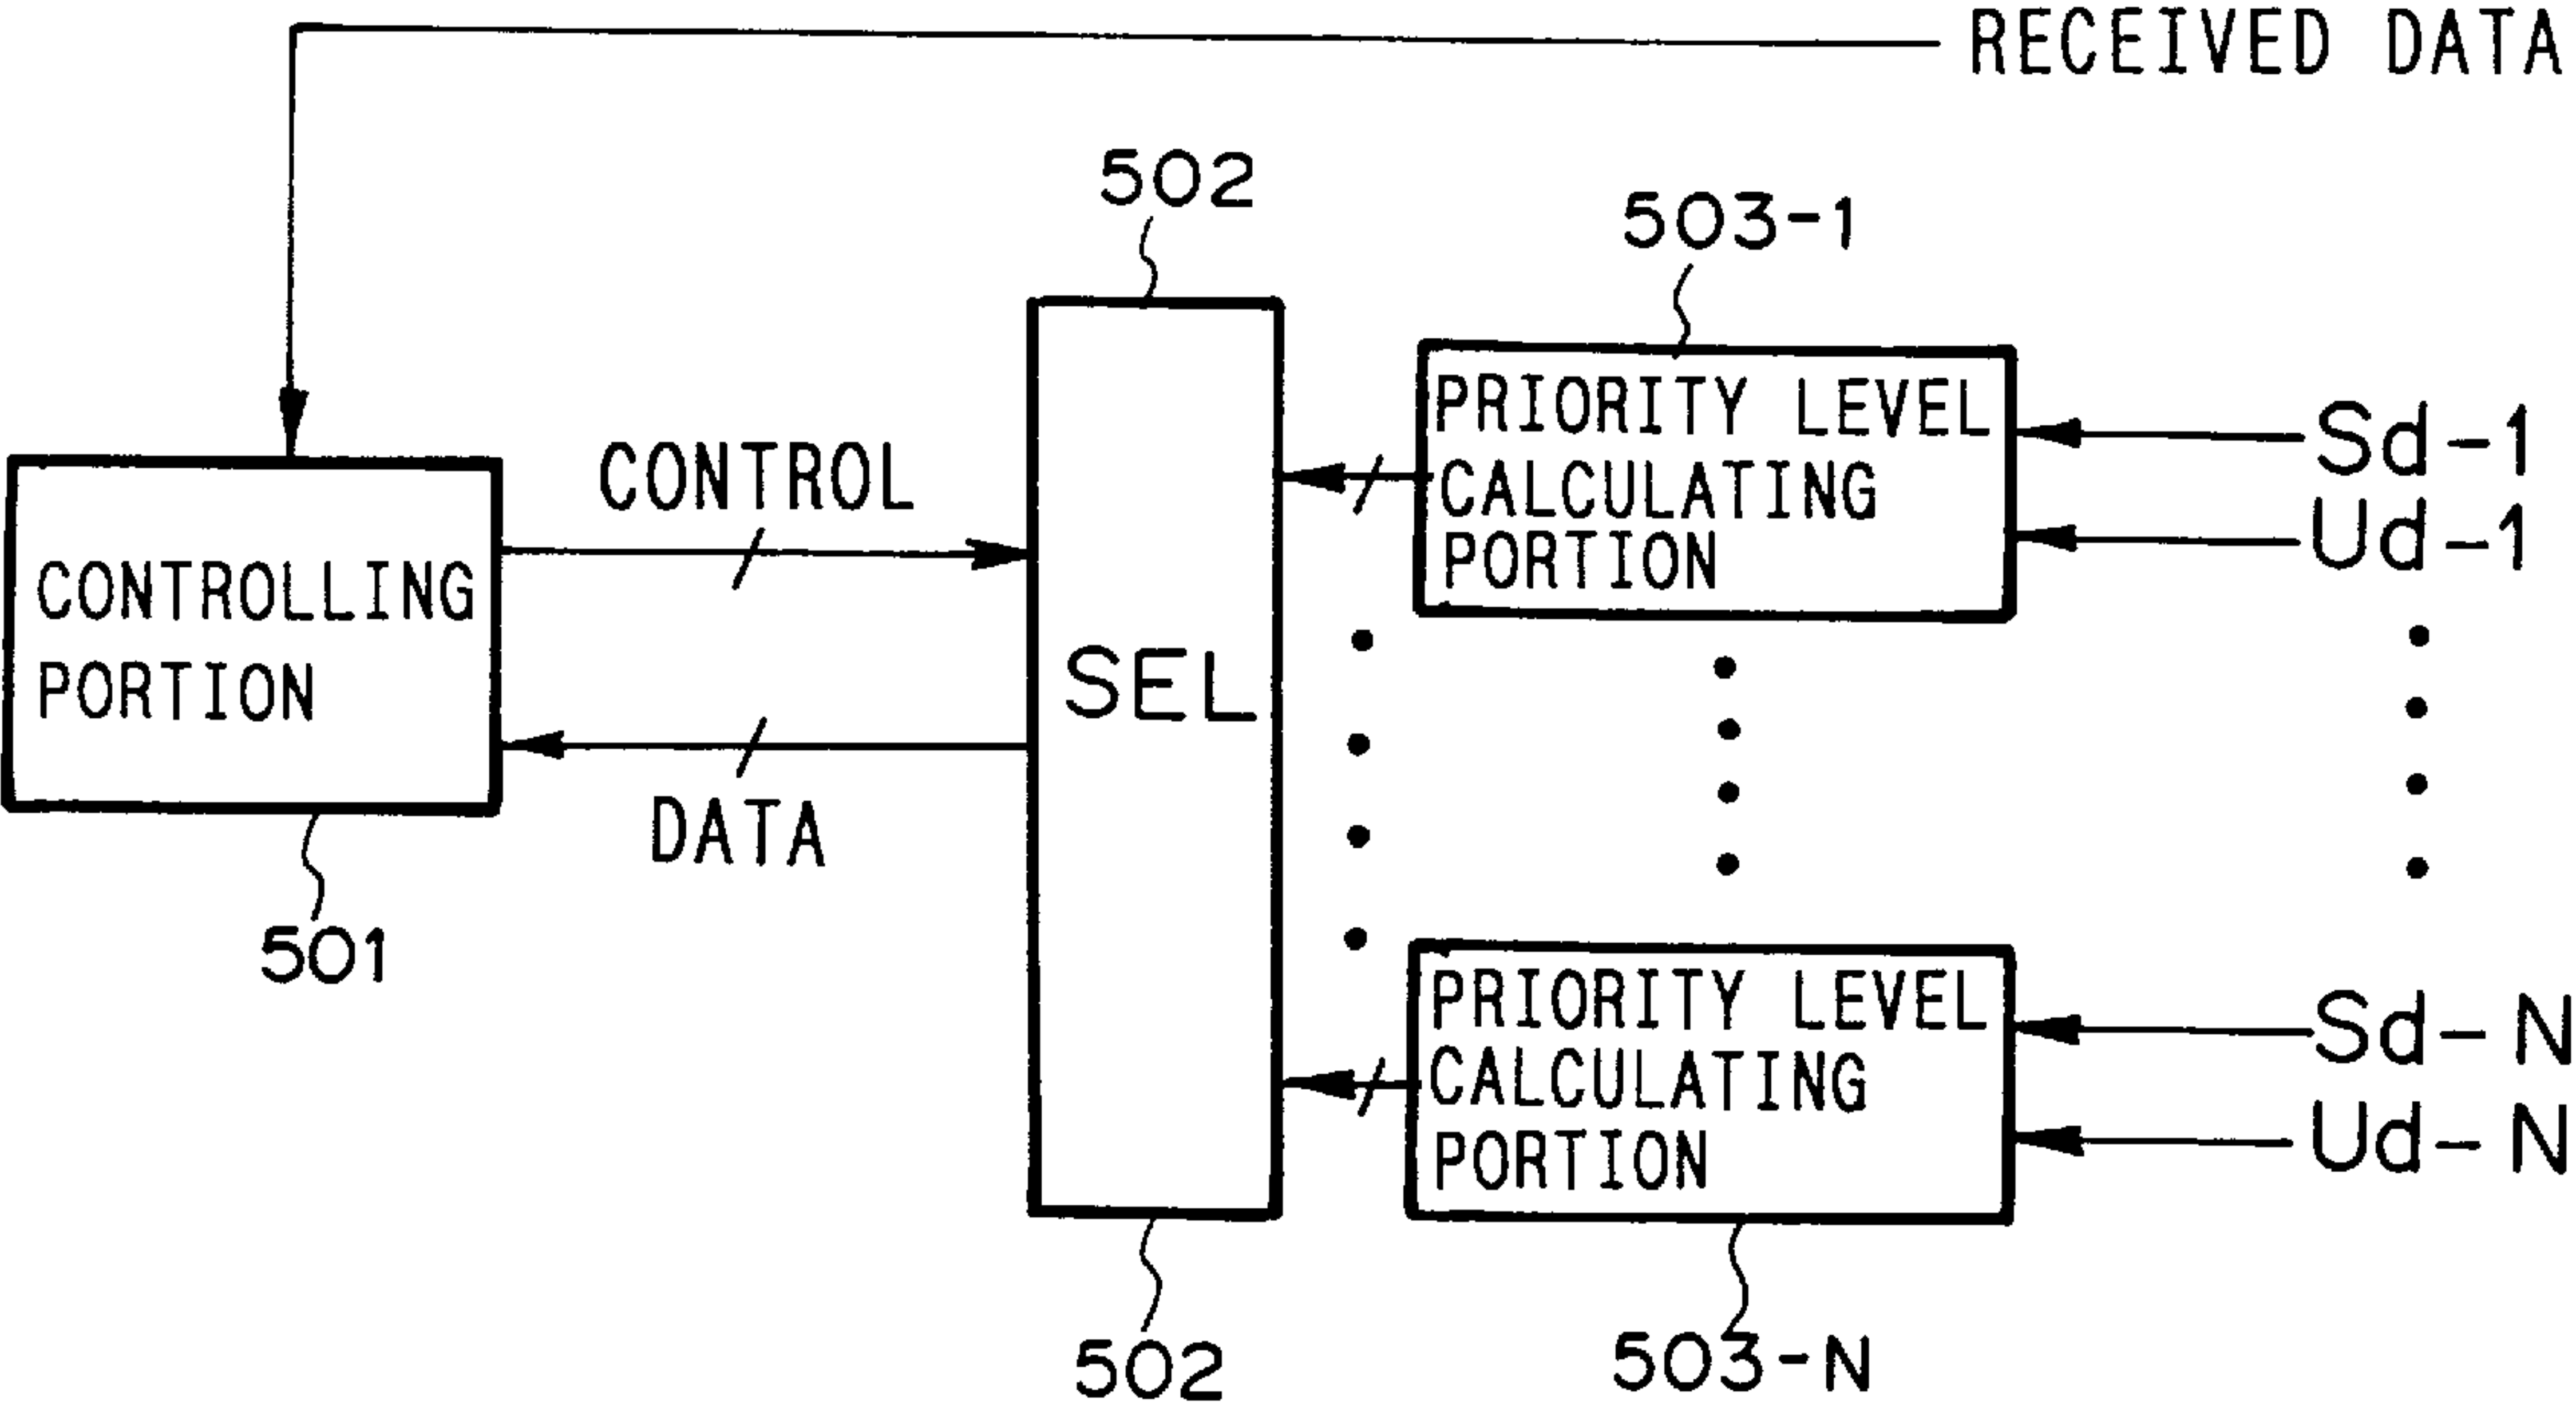 RECEIVED DATA
502
503-1
PRIORITY LEVEL
CALCULATING
PORTION
Sd-1
Ud-1
CONTROL
CONTROLLING
PORTION
SEL
DATA
501
PRIORITY LEVEL
CALCULATING
PORTION
Sd-N
Ud-N
502
503-N